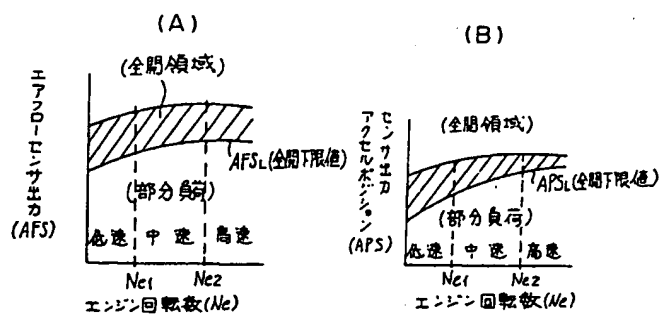 (A)
(全開領域)
エアフローセンサ出力
(AFS)
AFSL(全開下限値)
(部分負荷)
低速 中速 高速
Ne1 Ne2
エンジン回転数(Ne)
(B)
(全開領域)
アクセルポジション
センサ出力
(APS)
APSL(全開下限値)
(部分負荷)
低速 中速 高速
Ne1 Ne2
エンジン回転数(Ne)